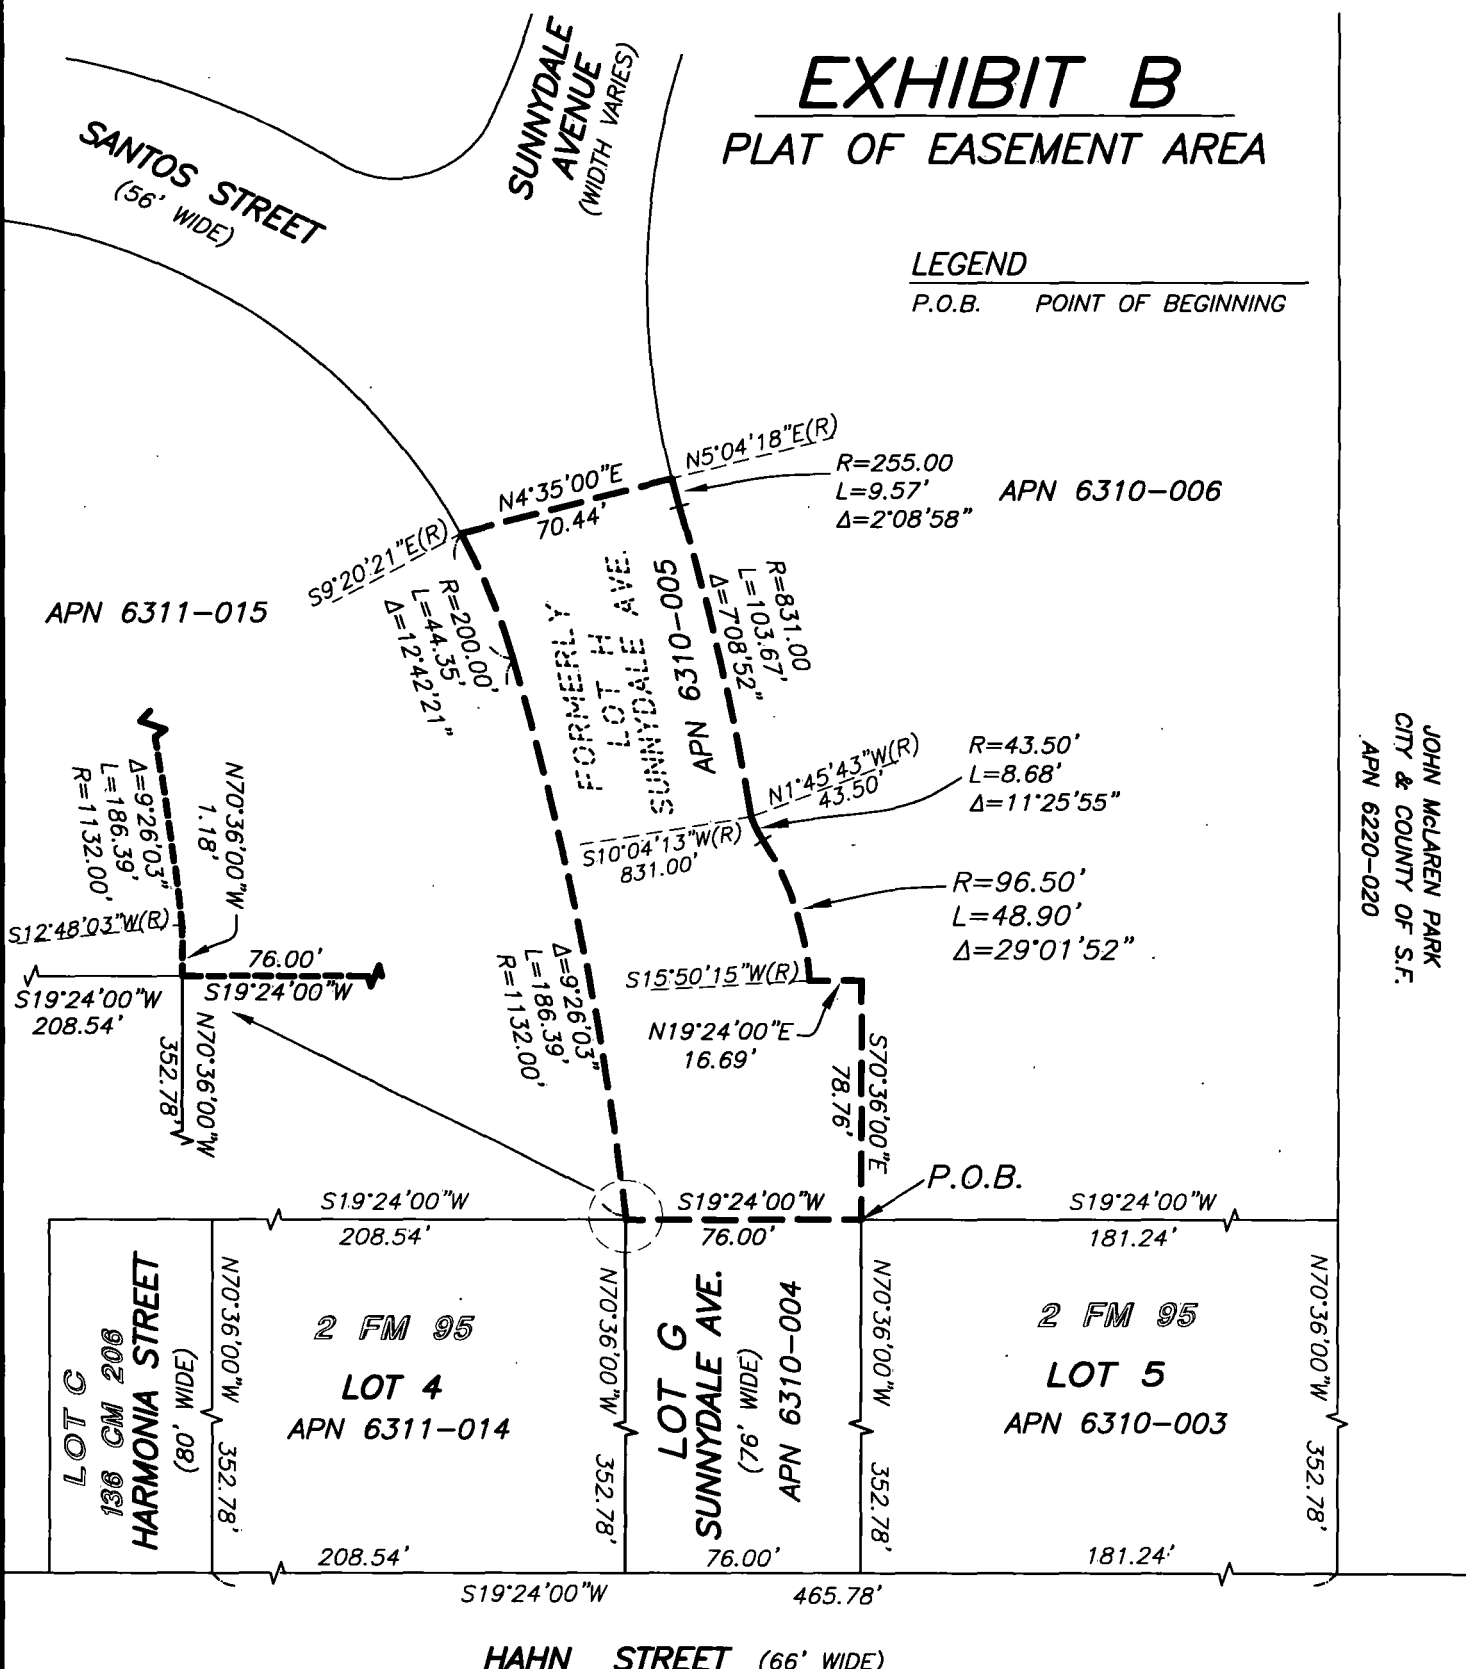 EXHIBIT B
PLAT OF EASEMENT AREA
SANTOS STREET
(56' WIDE)
SUNNYDALE
AVENUE
(WIDTH VARIES)
LEGEND
P.O.B. POINT OF BEGINNING
N5°04'18"E(R)
R=255.00
L=9.57'
Δ=2°08'58"
APN 6310-006
N4°35'00"E
70.44'
S9°20'21"E(R)
APN 6311-015
R=200.00'
L=44.35'
Δ=12°42'21"
FORMERLY
LOT H
SUNNYDALE AVE.
APN 6310-005
R=831.00
L=103.67'
Δ=7°08'52"
N1°45'43"W(R)
43.50'
R=43.50'
L=8.68'
Δ=11°25'55"
S10°04'13"W(R)
831.00'
R=96.50'
L=48.90'
Δ=29°01'52"
JOHN McLAREN PARK
CITY & COUNTY OF S.F.
APN 6220-020
N70°36'00"W
1.18'
Δ=9°26'03"
L=186.39'
R=1132.00'
S12°48'03"W(R)
76.00'
S19°24'00"W
S19°24'00"W
208.54'
N70°36'00"W
352.78'
Δ=9°26'03"
L=186.39'
R=1132.00'
S15°50'15"W(R)
N19°24'00"E
16.69'
S70°36'00"E
78.76'
P.O.B.
S19°24'00"W
208.54'
S19°24'00"W
76.00'
S19°24'00"W
181.24'
LOT C
136 CM 206
HARMONIA STREET
(80' WIDE)
N70°36'00"W
352.78'
2 FM 95
LOT 4
APN 6311-014
N70°36'00"W
352.78'
LOT G
SUNNYDALE AVE.
(76' WIDE)
APN 6310-004
N70°36'00"W
352.78'
2 FM 95
LOT 5
APN 6310-003
N70°36'00"W
352.78'
208.54'
76.00'
181.24'
S19°24'00"W
465.78'
HAHN STREET (66' WIDE)